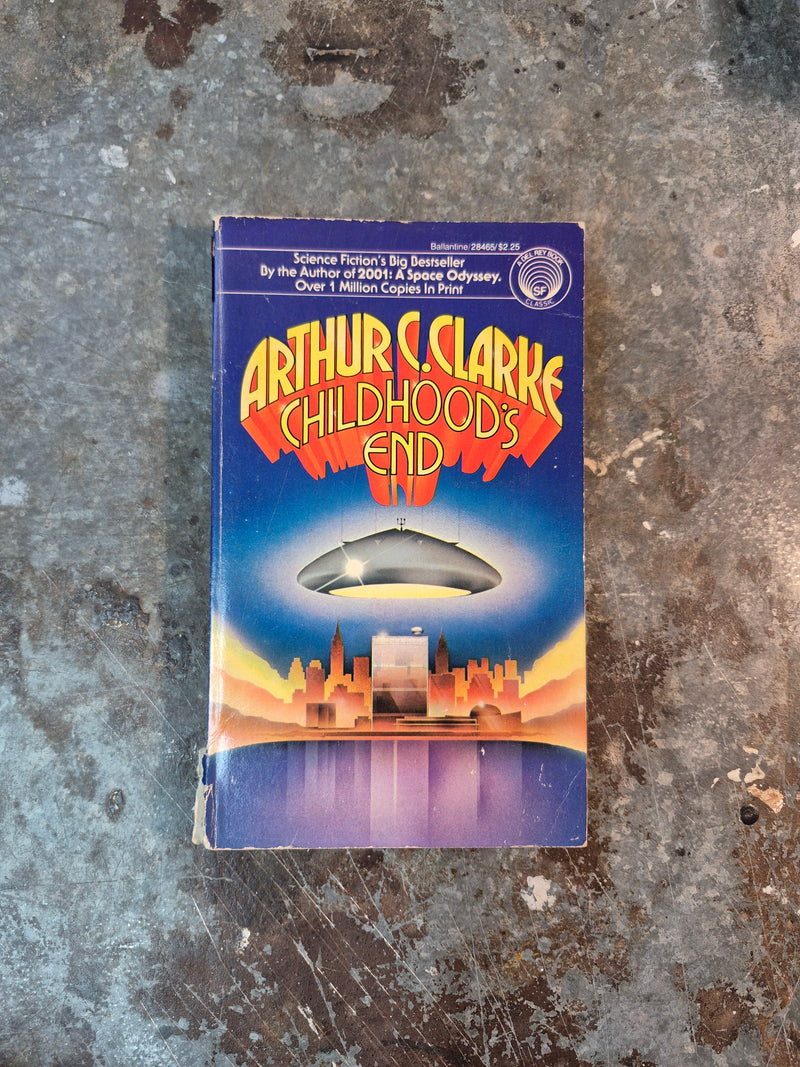 Ballantine/28465/$2.25
Science Fiction's Big Bestseller
By the Author of 2001: A Space Odyssey.
Over 1 Million Copies In Print
A DEL REY BOOK
SF
CLASSIC
ARTHUR C. CLARKE
CHILDHOOD'S
END